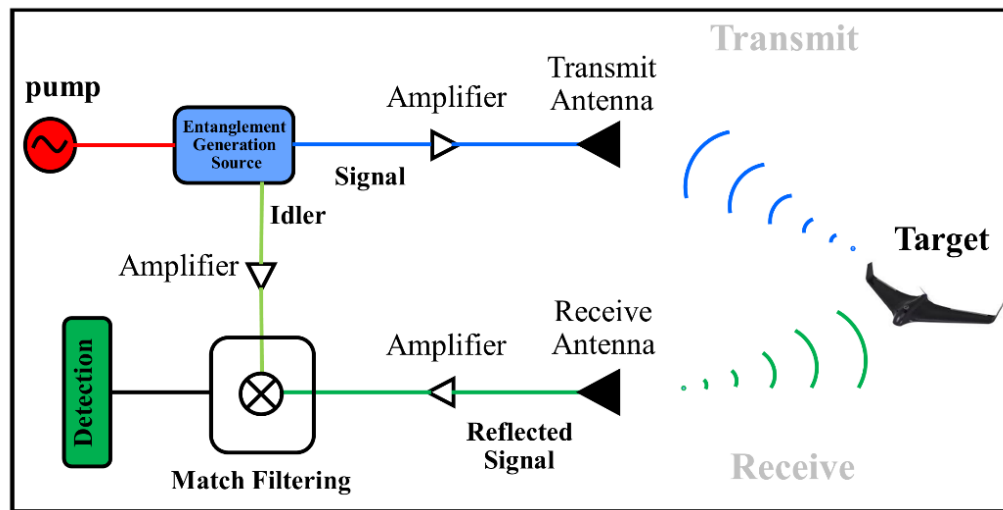 Transmit
pump
Amplifier
Transmit
Antenna
Entanglement
Generation
Source
Signal
Idler
Target
Amplifier
Receive
Antenna
Amplifier
Detection
Reflected
Signal
Match Filtering
Receive